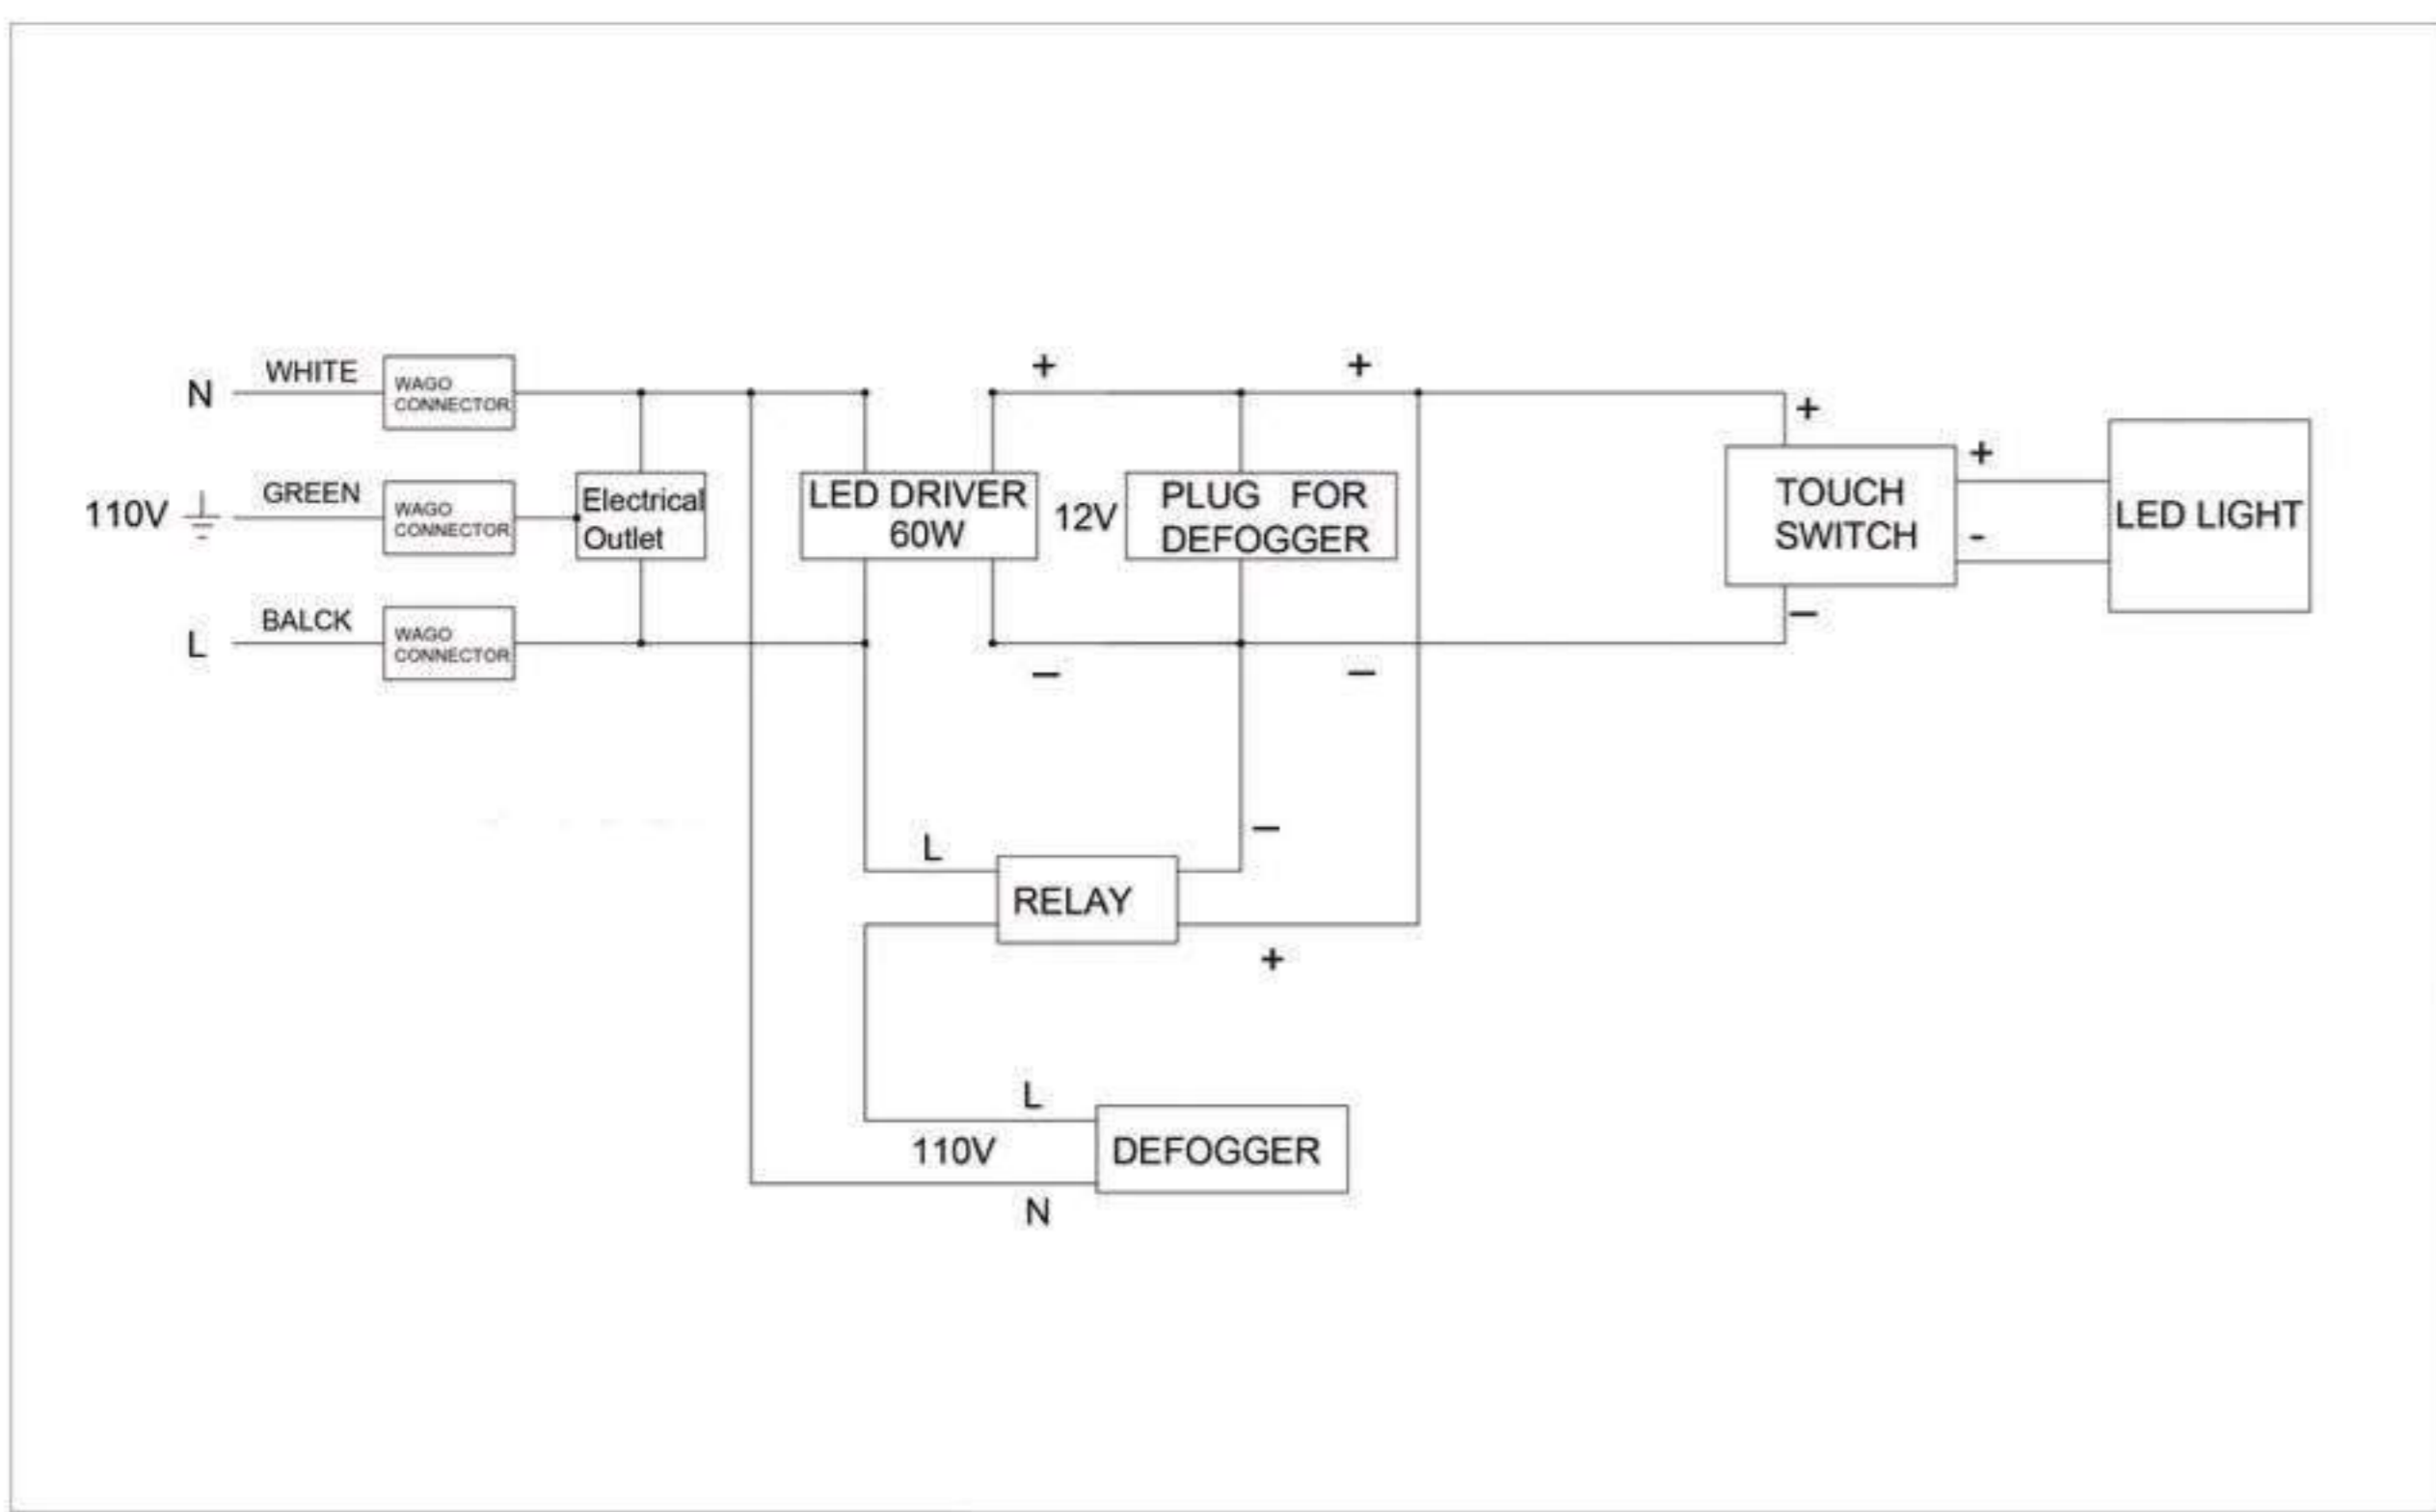 N
WHITE
WAGO
CONNECTOR
+
+
+
110V
GREEN
WAGO
CONNECTOR
Electrical
Outlet
LED DRIVER
60W
12V
PLUG FOR
DEFOGGER
TOUCH
SWITCH
+
-
LED LIGHT
L
BALCK
WAGO
CONNECTOR
–
–
–
L
RELAY
–
+
L
110V
N
DEFOGGER